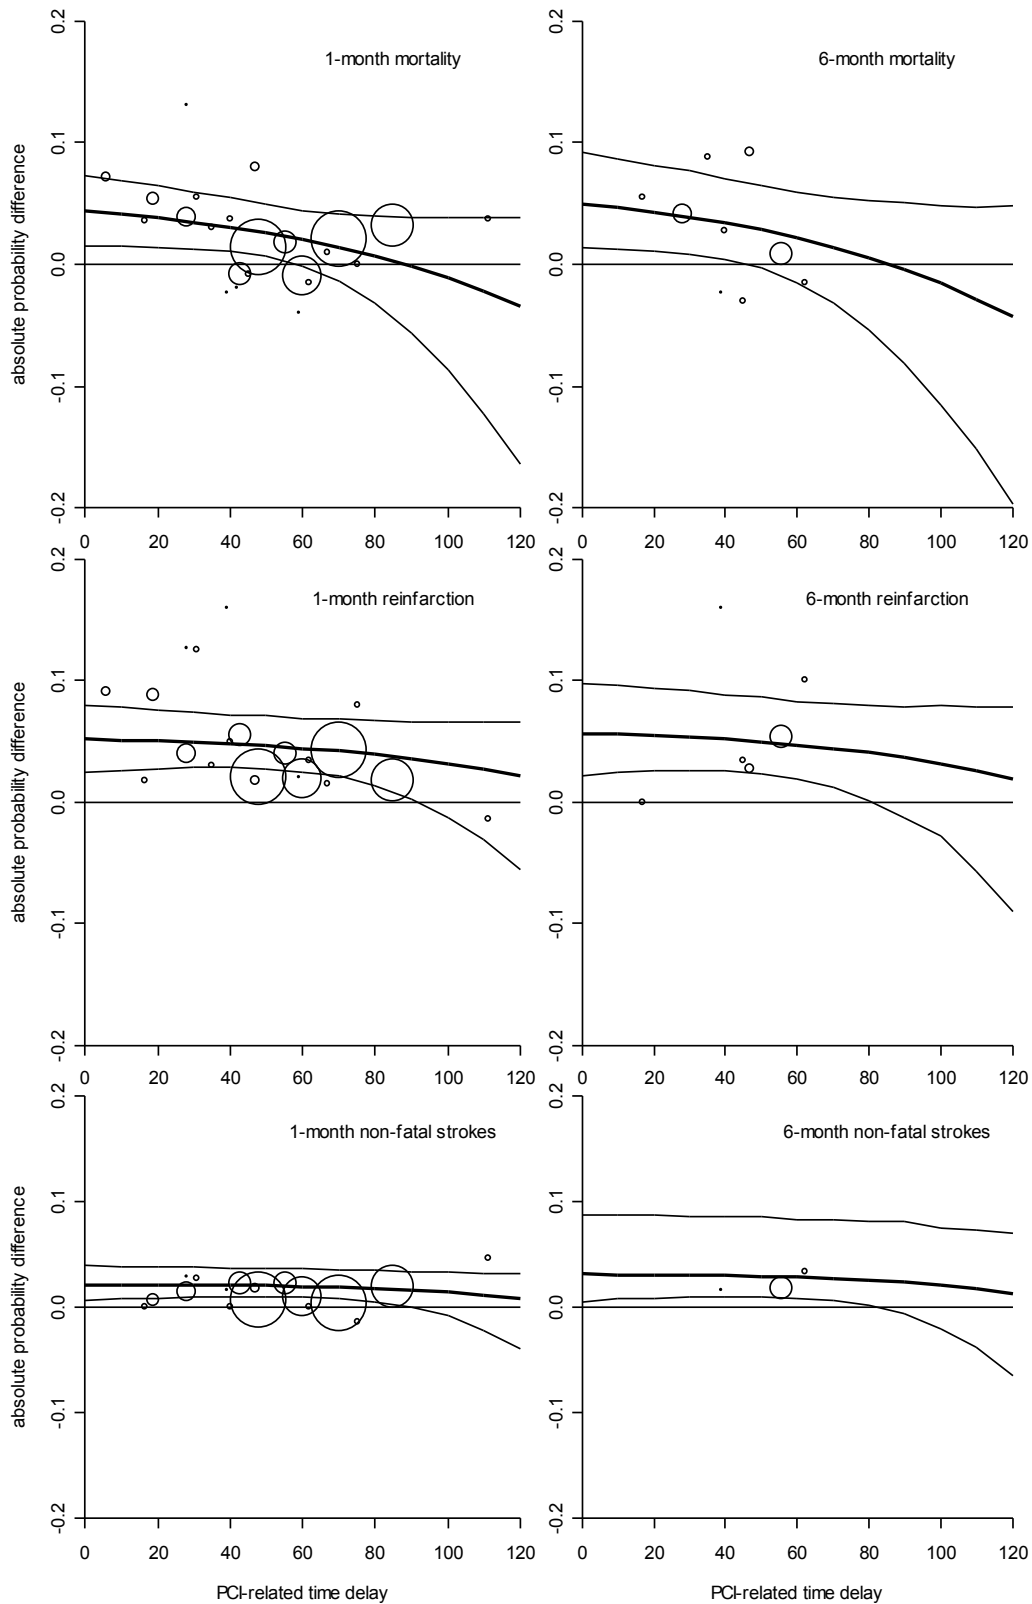 1-month mortality
absolute probability difference
0.2
0.1
0.0
-0.1
-0.2
0 20 40 60 80 100 120
6-month mortality
0.2
0.1
0.0
-0.1
-0.2
0 20 40 60 80 100 120
1-month reinfarction
absolute probability difference
0.2
0.1
0.0
-0.1
-0.2
0 20 40 60 80 100 120
6-month reinfarction
0.2
0.1
0.0
-0.1
-0.2
0 20 40 60 80 100 120
1-month non-fatal strokes
absolute probability difference
0.2
0.1
0.0
-0.1
-0.2
0 20 40 60 80 100 120
PCI-related time delay
6-month non-fatal strokes
0.2
0.1
0.0
-0.1
-0.2
0 20 40 60 80 100 120
PCI-related time delay